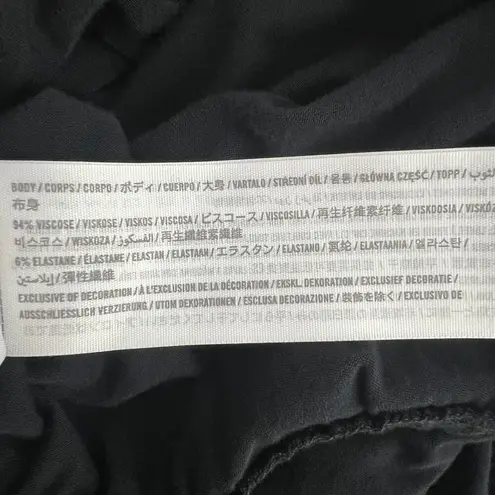 BODY / CORPS / CORPO / ボディ / CUERPO / 大身 / VARTALO / STŘEDNÍ DÍL / 몸통 / GŁÓWNA CZĘŚĆ / TOPP / الثوب /
布身
94% VISCOSE / VISKOSE / VISKOS / VISCOSA / ビスコース / VISCOSILLA / 再生纤维素纤维 / VISKOOSIA / VISKÓZ
비스코스 / WISKOZA / الفسكوز / 再生纖維素纖維
6% ELASTANE / ÉLASTANE / ELASTAN / ELASTAAN / エラスタン / ELASTANO / 氨纶 / ELASTAANIA / 엘라스탄 /
إيلاستين / 彈性纖維
EXCLUSIVE OF DECORATION / À L'EXCLUSION DE LA DÉCORATION / EKSKL. DEKORATION / EXCLUSIEF DECORATIE /
AUSSCHLIESSLICH VERZIERUNG / UTOM DEKORATIONEN / ESCLUSA DECORAZIONE / 装飾を除く / EXCLUSIVO DE